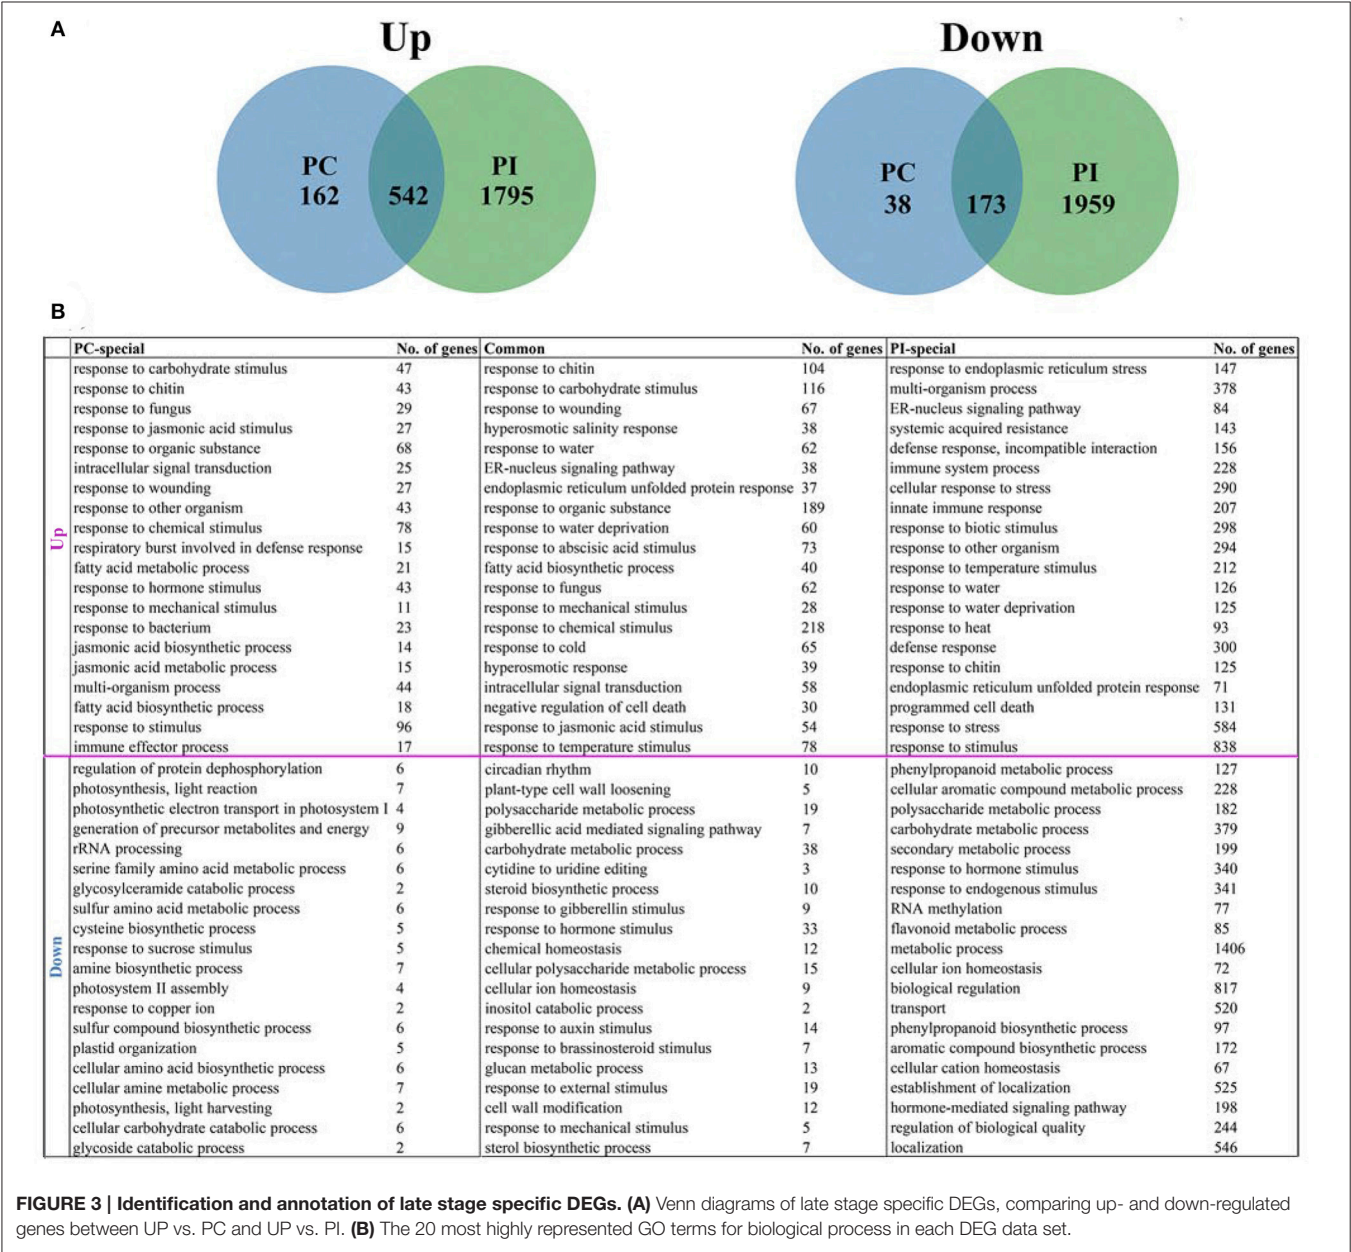 A
Up
Down
PC
162
542
PI
1795
PC
38
173
PI
1959
B
PC-special No. of genes Common No. of genes PI-special No. of genes
Up
response to carbohydrate stimulus 47 response to chitin 104 response to endoplasmic reticulum stress 147
response to chitin 43 response to carbohydrate stimulus 116 multi-organism process 378
response to fungus 29 response to wounding 67 ER-nucleus signaling pathway 84
response to jasmonic acid stimulus 27 hyperosmotic salinity response 38 systemic acquired resistance 143
response to organic substance 68 response to water 62 defense response, incompatible interaction 156
intracellular signal transduction 25 ER-nucleus signaling pathway 38 immune system process 228
response to wounding 27 endoplasmic reticulum unfolded protein response 37 cellular response to stress 290
response to other organism 43 response to organic substance 189 innate immune response 207
response to chemical stimulus 78 response to water deprivation 60 response to biotic stimulus 298
respiratory burst involved in defense response 15 response to abscisic acid stimulus 73 response to other organism 294
fatty acid metabolic process 21 fatty acid biosynthetic process 40 response to temperature stimulus 212
response to hormone stimulus 43 response to fungus 62 response to water 126
response to mechanical stimulus 11 response to mechanical stimulus 28 response to water deprivation 125
response to bacterium 23 response to chemical stimulus 218 response to heat 93
jasmonic acid biosynthetic process 14 response to cold 65 defense response 300
jasmonic acid metabolic process 15 hyperosmotic response 39 response to chitin 125
multi-organism process 44 intracellular signal transduction 58 endoplasmic reticulum unfolded protein response 71
fatty acid biosynthetic process 18 negative regulation of cell death 30 programmed cell death 131
response to stimulus 96 response to jasmonic acid stimulus 54 response to stress 584
immune effector process 17 response to temperature stimulus 78 response to stimulus 838
Down
regulation of protein dephosphorylation 6 circadian rhythm 10 phenylpropanoid metabolic process 127
photosynthesis, light reaction 7 plant-type cell wall loosening 5 cellular aromatic compound metabolic process 228
photosynthetic electron transport in photosystem I 4 polysaccharide metabolic process 19 polysaccharide metabolic process 182
generation of precursor metabolites and energy 9 gibberellic acid mediated signaling pathway 7 carbohydrate metabolic process 379
rRNA processing 6 carbohydrate metabolic process 38 secondary metabolic process 199
serine family amino acid metabolic process 6 cytidine to uridine editing 3 response to hormone stimulus 340
glycosylceramide catabolic process 2 steroid biosynthetic process 10 response to endogenous stimulus 341
sulfur amino acid metabolic process 6 response to gibberellin stimulus 9 RNA methylation 77
cysteine biosynthetic process 5 response to hormone stimulus 33 flavonoid metabolic process 85
response to sucrose stimulus 5 chemical homeostasis 12 metabolic process 1406
amine biosynthetic process 7 cellular polysaccharide metabolic process 15 cellular ion homeostasis 72
photosystem II assembly 4 cellular ion homeostasis 9 biological regulation 817
response to copper ion 2 inositol catabolic process 2 transport 520
sulfur compound biosynthetic process 6 response to auxin stimulus 14 phenylpropanoid biosynthetic process 97
plastid organization 5 response to brassinosteroid stimulus 7 aromatic compound biosynthetic process 172
cellular amino acid biosynthetic process 6 glucan metabolic process 13 cellular cation homeostasis 67
cellular amine metabolic process 7 response to external stimulus 19 establishment of localization 525
photosynthesis, light harvesting 2 cell wall modification 12 hormone-mediated signaling pathway 198
cellular carbohydrate catabolic process 6 response to mechanical stimulus 5 regulation of biological quality 244
glycoside catabolic process 2 sterol biosynthetic process 7 localization 546
FIGURE 3 | Identification and annotation of late stage specific DEGs. (A) Venn diagrams of late stage specific DEGs, comparing up- and down-regulated
genes between UP vs. PC and UP vs. PI. (B) The 20 most highly represented GO terms for biological process in each DEG data set.